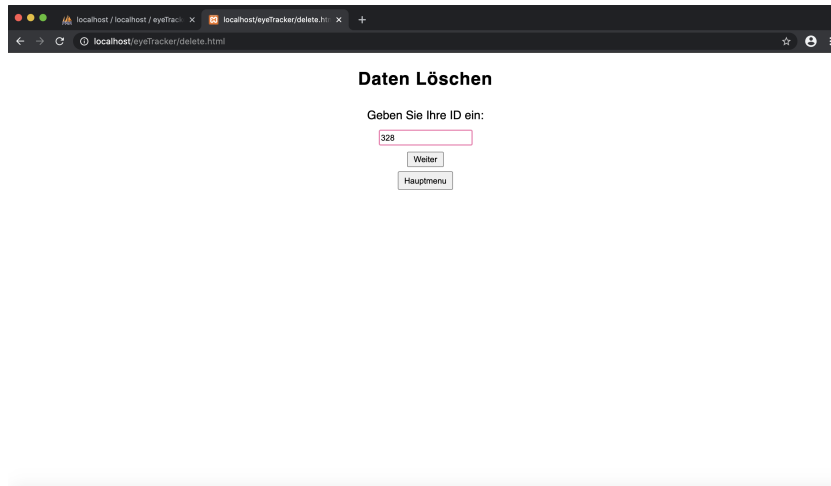 localhost / localhost / eyeTrack
localhost/eyeTracker/delete.ht
localhost/eyeTracker/delete.html
Daten Löschen
Geben Sie Ihre ID ein:
328
Weiter
Hauptmenu